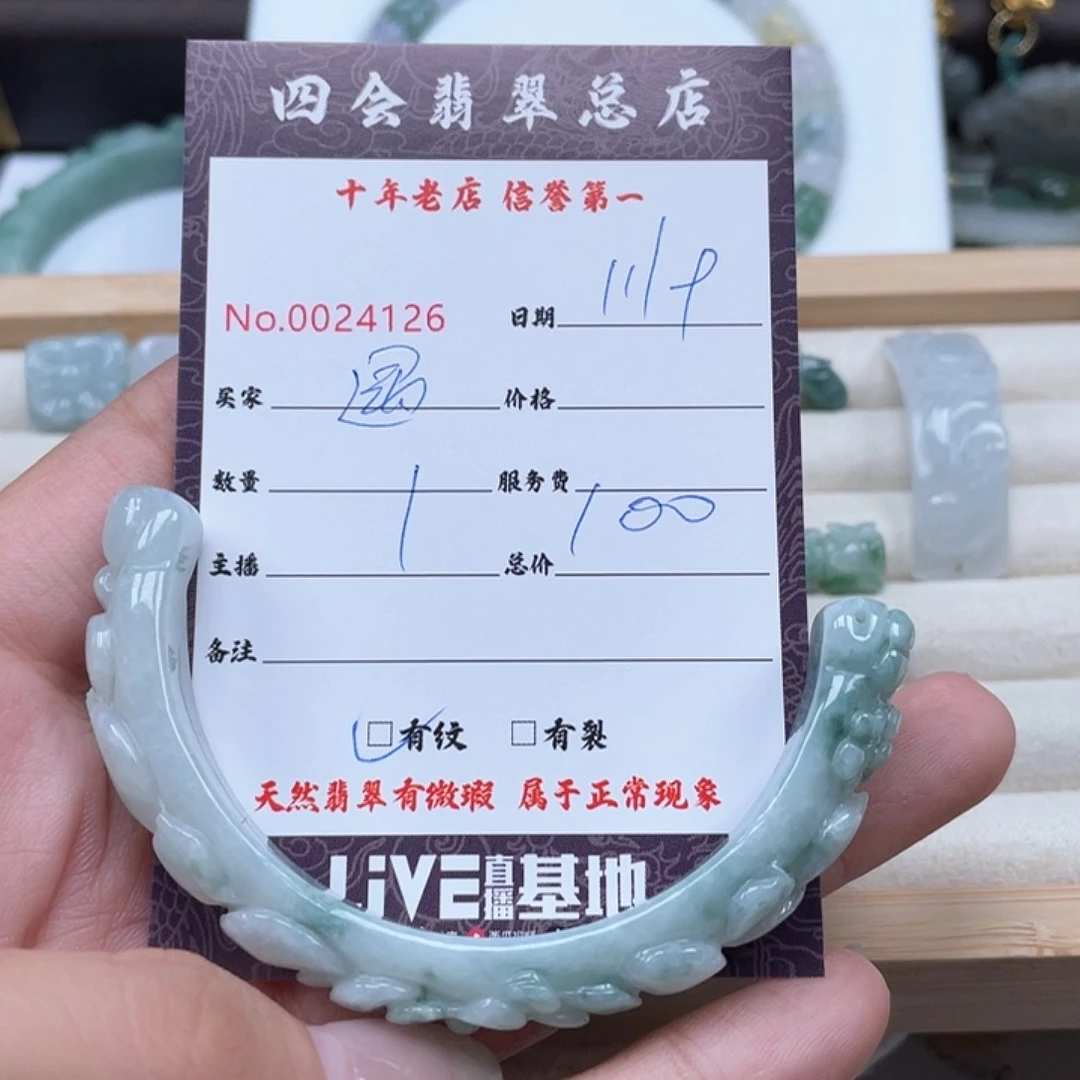 四会翡翠总店
十年老店 信誉第一
No.0024126 日期
买家 价格
数量 1 服务费 100
主播 总价
备注
☑有纹 □有裂
天然翡翠有微瑕 属于正常现象
LiVE直播基地